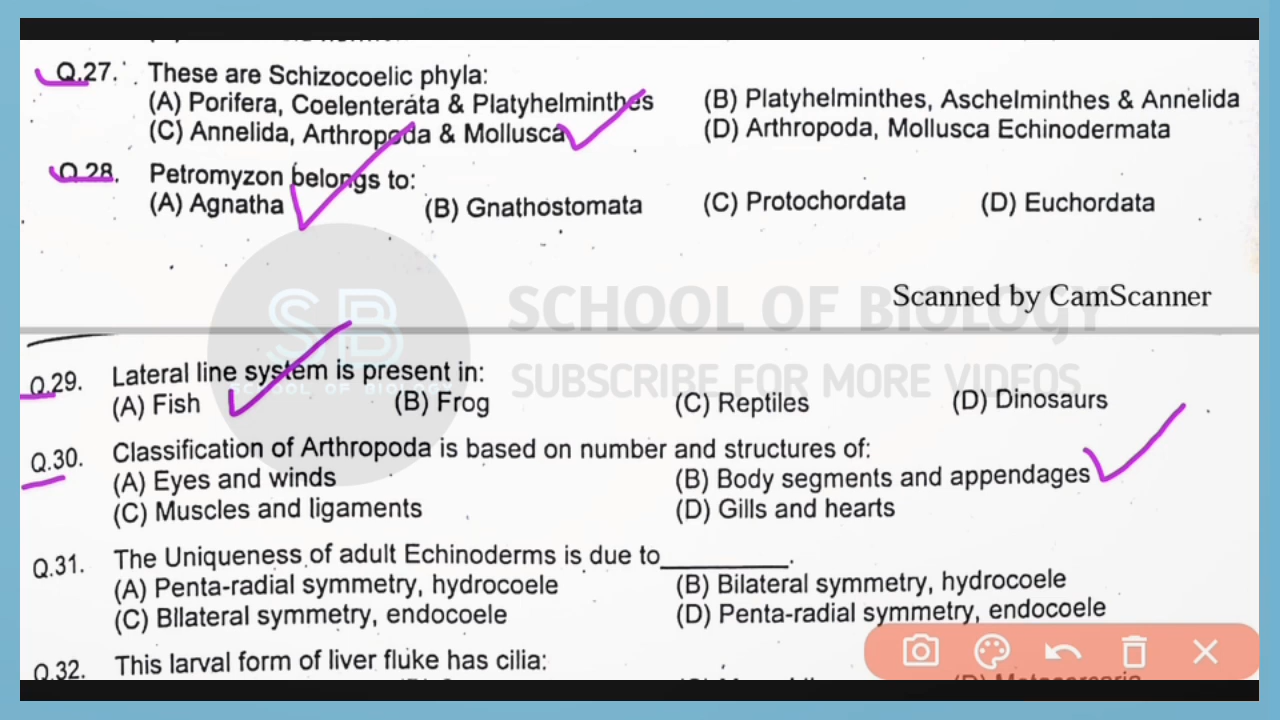 Q.27. These are Schizocoelic phyla:
(A) Porifera, Coelenterata & Platyhelminthes (B) Platyhelminthes, Aschelminthes & Annelida
(C) Annelida, Arthropoda & Mollusca (D) Arthropoda, Mollusca Echinodermata
Q.28. Petromyzon belongs to:
(A) Agnatha (B) Gnathostomata (C) Protochordata (D) Euchordata
Scanned by CamScanner
SB
SCHOOL OF BIOLOGY
SCHOOL OF BIOLOGY
SUBSCRIBE FOR MORE VIDEOS
Q.29. Lateral line system is present in:
(A) Fish (B) Frog (C) Reptiles (D) Dinosaurs
Q.30. Classification of Arthropoda is based on number and structures of:
(A) Eyes and winds (B) Body segments and appendages
(C) Muscles and ligaments (D) Gills and hearts
Q.31. The Uniqueness of adult Echinoderms is due to__________.
(A) Penta-radial symmetry, hydrocoele (B) Bilateral symmetry, hydrocoele
(C) BIlateral symmetry, endocoele (D) Penta-radial symmetry, endocoele
Q.32. This larval form of liver fluke has cilia: